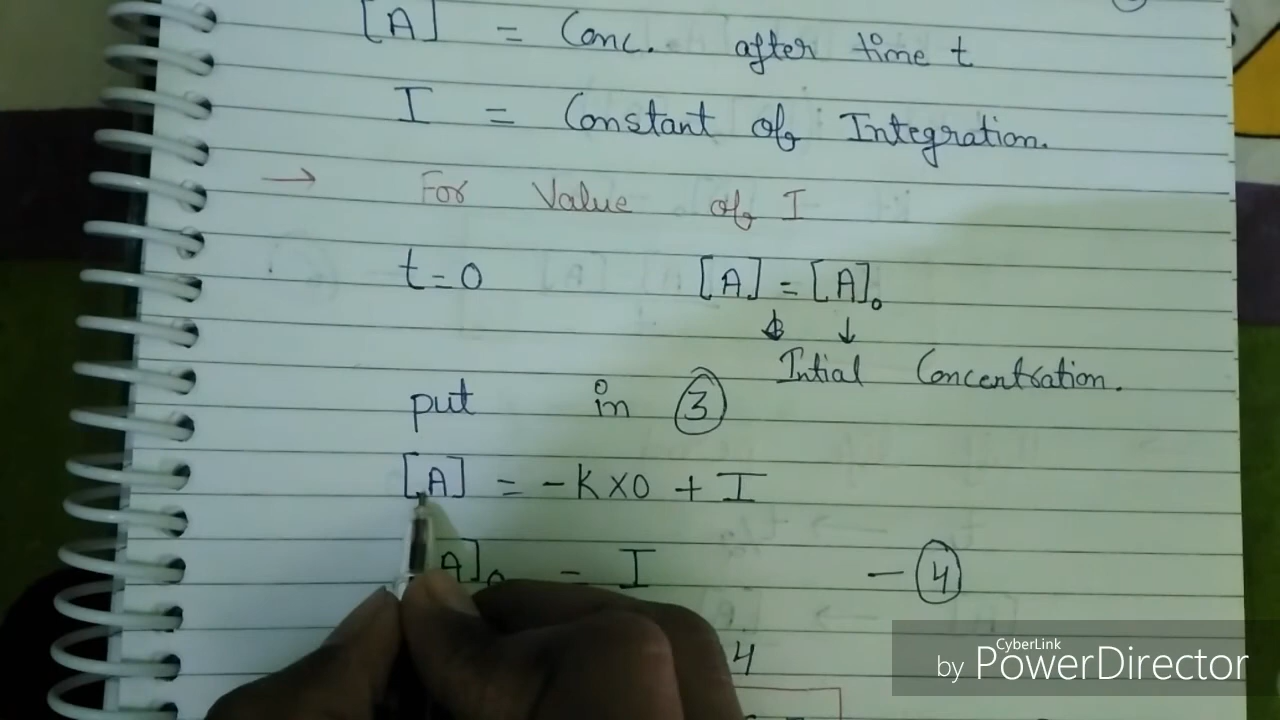 [A] = Conc. after time t
I = Constant of Integration.
→ For Value of I
t = 0 [A] = [A]₀
↓ ↓
Intial Concentration.
put in ③
[A] = -K×0 + I
A]₀ = I — ④
4
CyberLink
by PowerDirector